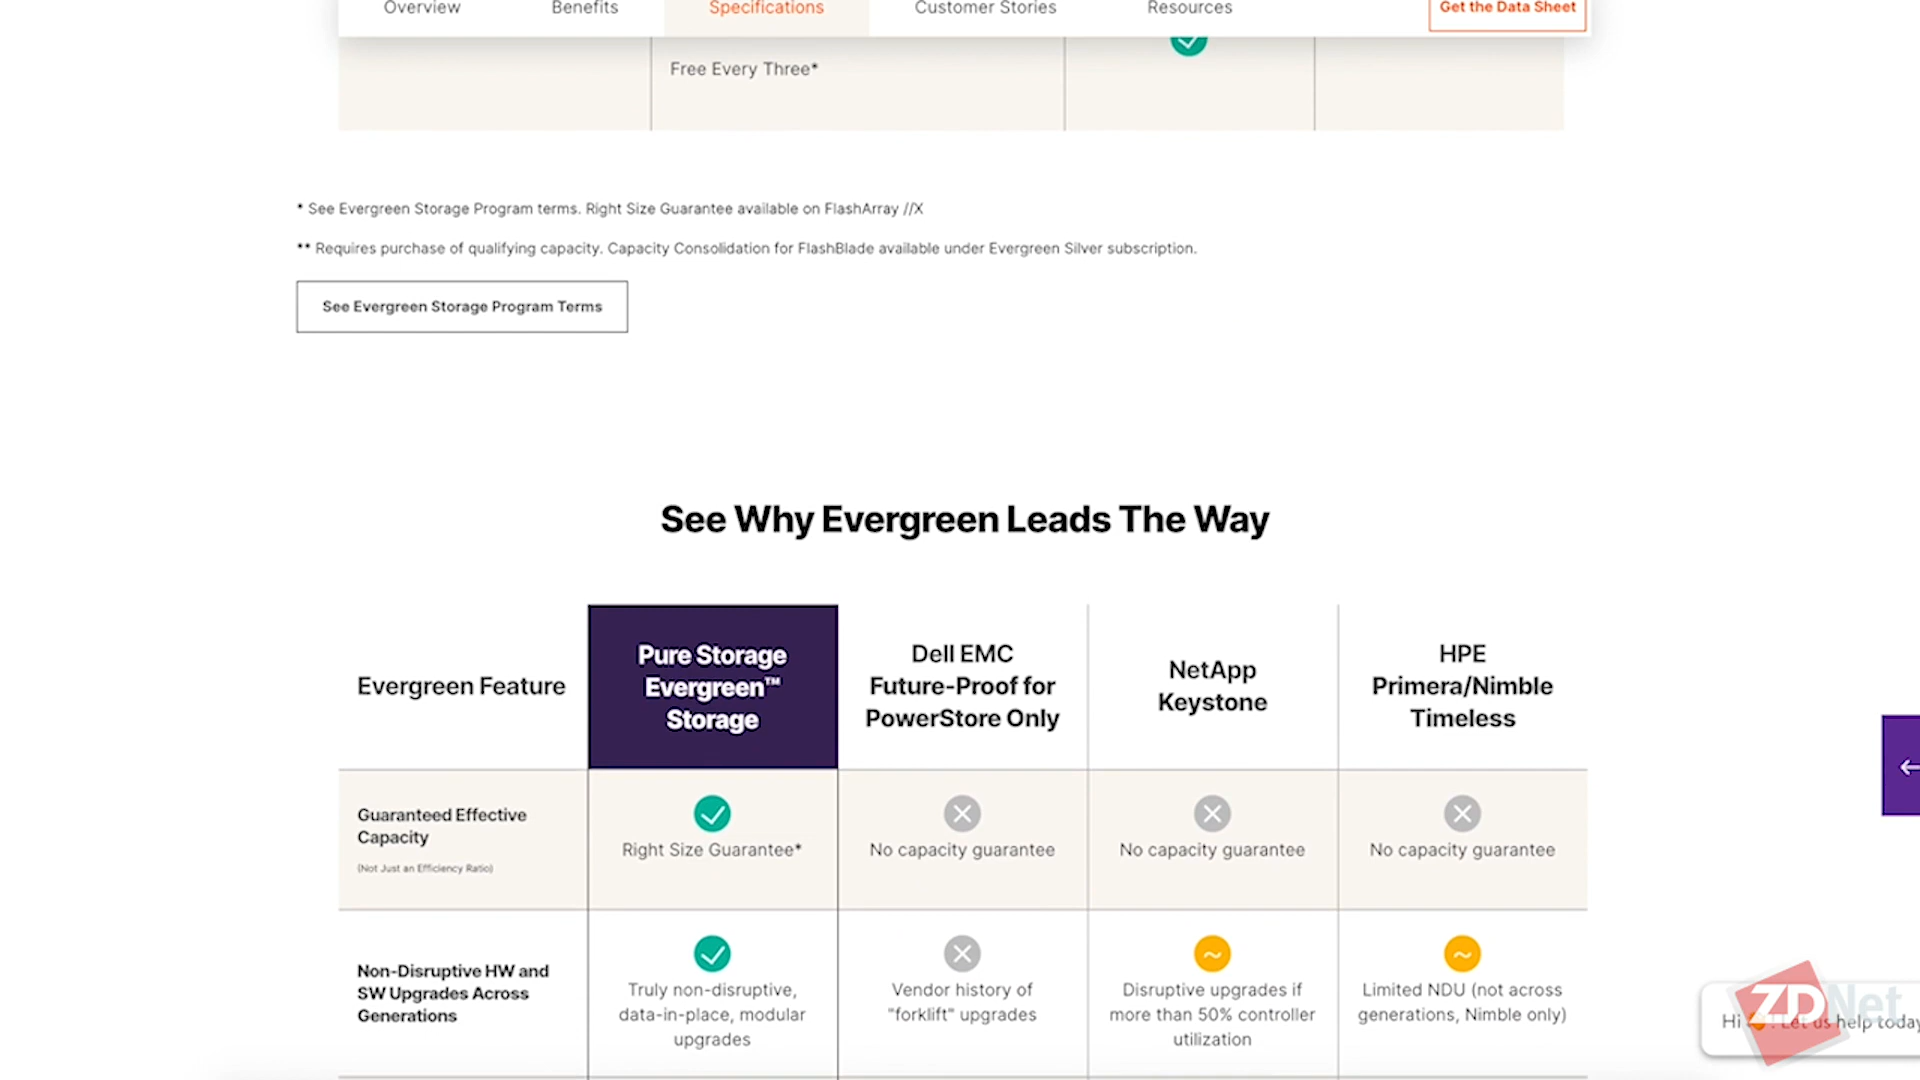 Overview Benefits Specifications Customer Stories Resources Get the Data Sheet
Free Every Three*
* See Evergreen Storage Program terms. Right Size Guarantee available on FlashArray //X
** Requires purchase of qualifying capacity. Capacity Consolidation for FlashBlade available under Evergreen Silver subscription.
See Evergreen Storage Program Terms
See Why Evergreen Leads The Way
Evergreen Feature
Pure Storage
Evergreen™
Storage
Dell EMC
Future-Proof for
PowerStore Only
NetApp
Keystone
HPE
Primera/Nimble
Timeless
Guaranteed Effective
Capacity
(Not Just an Efficiency Ratio)
Right Size Guarantee*
No capacity guarantee
No capacity guarantee
No capacity guarantee
Non-Disruptive HW and
SW Upgrades Across
Generations
Truly non-disruptive,
data-in-place, modular
upgrades
Vendor history of
"forklift" upgrades
Disruptive upgrades if
more than 50% controller
utilization
Limited NDU (not across
generations, Nimble only)
ZDNet
Hi ! Let us help today